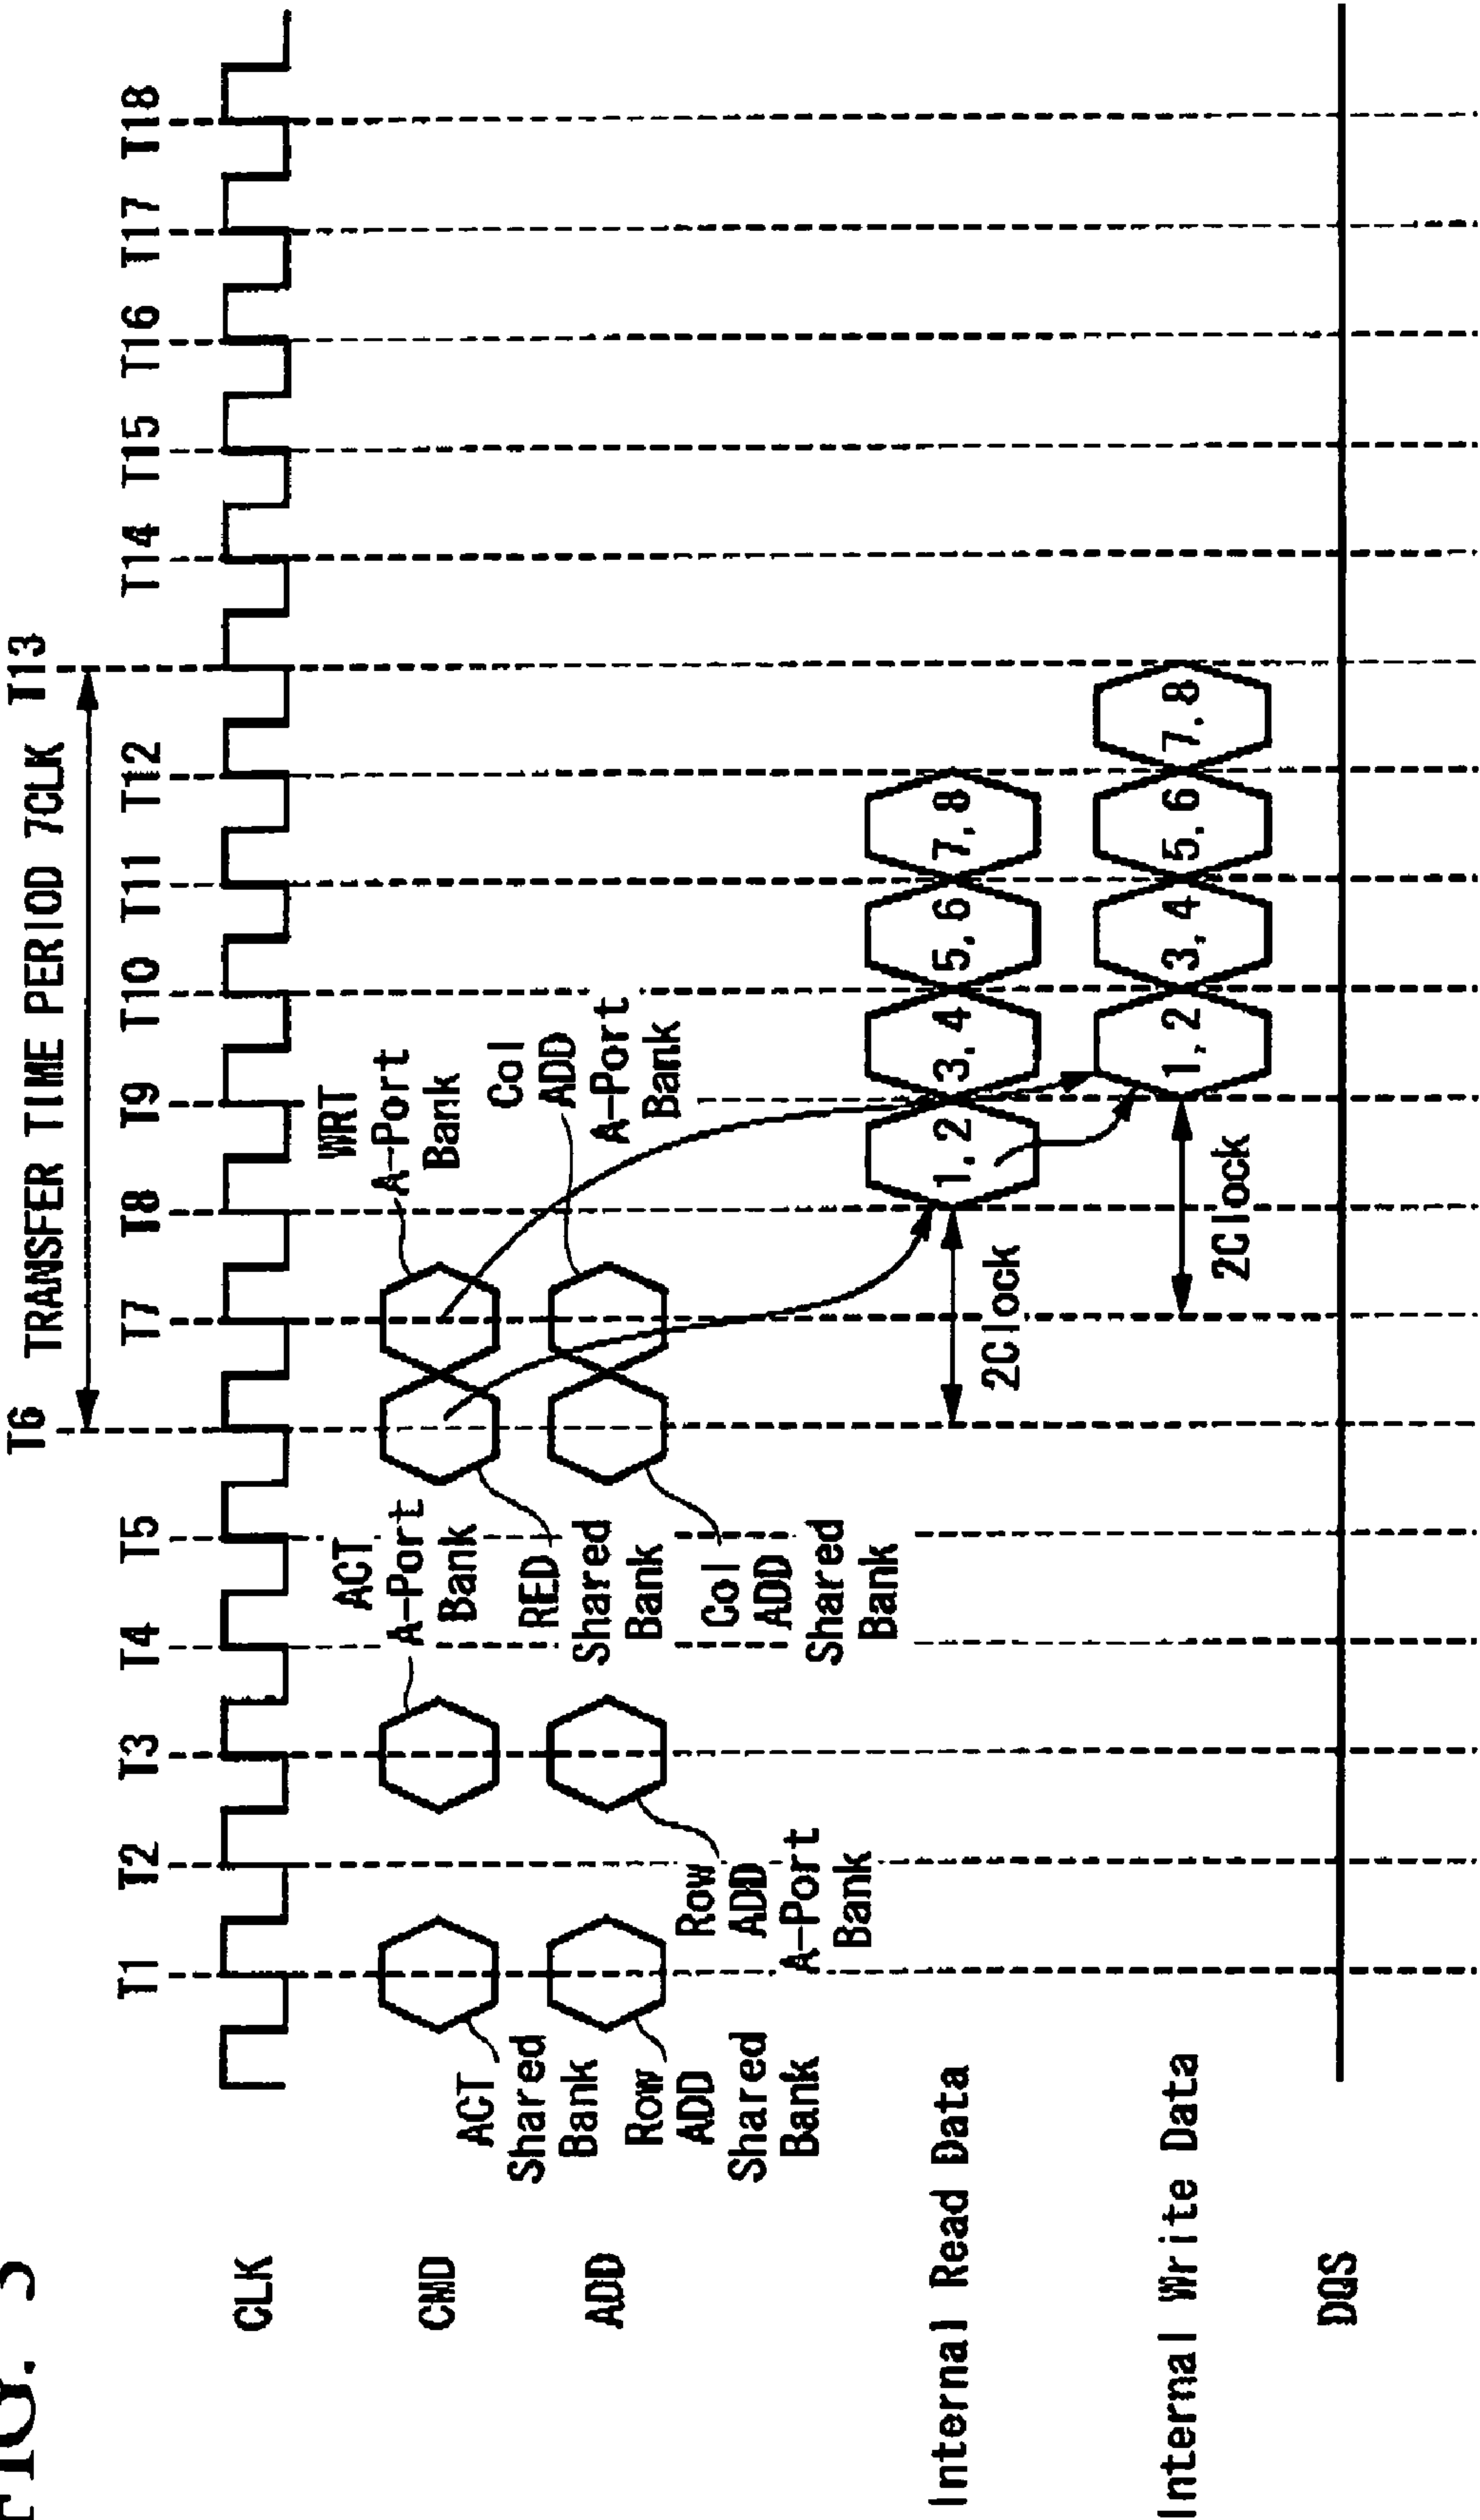 FIG. 5
T6 TRANSFER TIME PERIOD 7CLK T13
T1 T2 T3 T4 T5 T7 T8 T9 T10 T11 T12 T14 T15 T16 T17 T18
CLK
CMD
ACT
Shared
Bank
ACT
A-Port
Bank
RED
Shared
Bank
WRT
A-Port
Bank
ADD
Row
ADD
Shared
Bank
Row
ADD
A-Port
Bank
Col
ADD
Shared
Bank
Col
ADD
A-Port
Bank
Internal Read Data
1, 2 3, 4 5, 6 7, 8
2Clock
Internal Write Data
1, 2 3, 4 5, 6 7, 8
2Clock
DQS